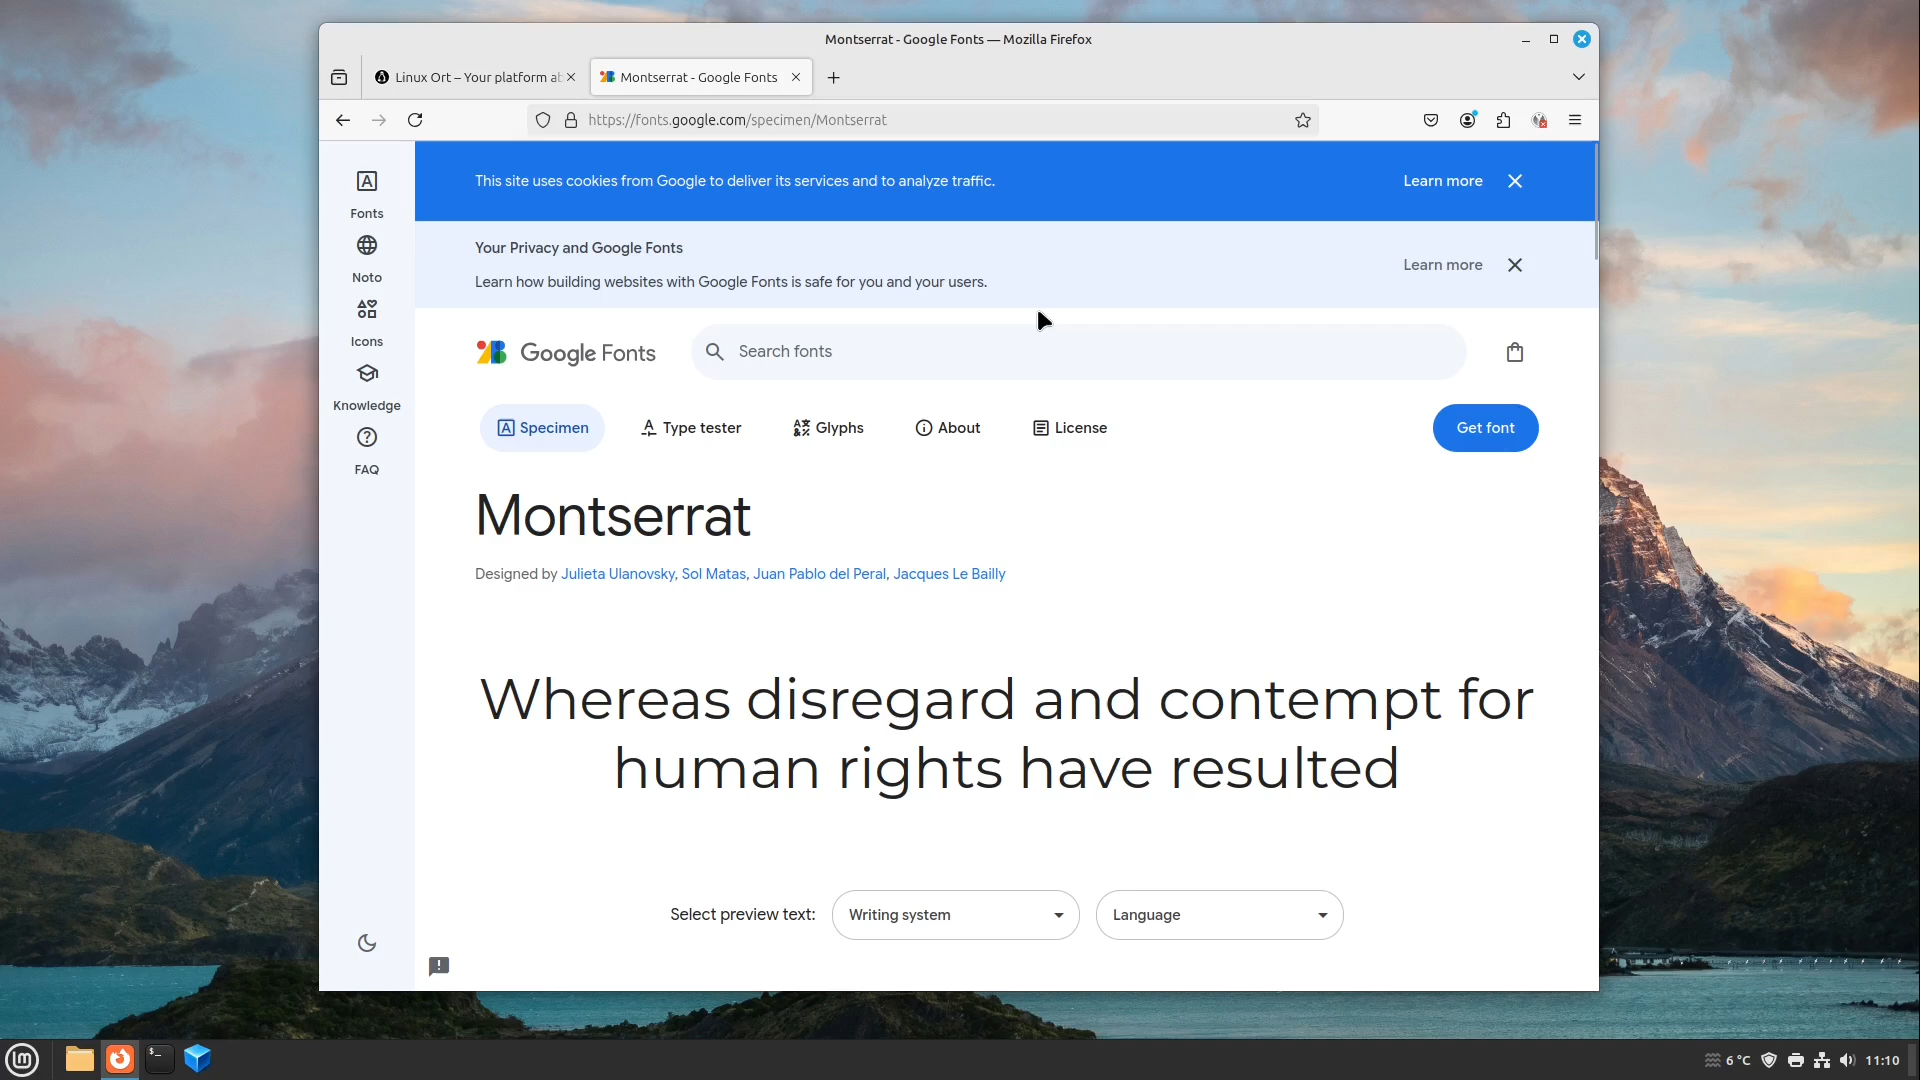 Montserrat - Google Fonts — Mozilla Firefox
Linux Ort – Your platform ab
Montserrat - Google Fonts
https://fonts.google.com/specimen/Montserrat
This site uses cookies from Google to deliver its services and to analyze traffic.
Learn more
Your Privacy and Google Fonts
Learn how building websites with Google Fonts is safe for you and your users.
Learn more
Fonts
Noto
Icons
Knowledge
FAQ
Google Fonts
Search fonts
Specimen
Type tester
Glyphs
About
License
Get font
Montserrat
Designed by Julieta Ulanovsky, Sol Matas, Juan Pablo del Peral, Jacques Le Bailly
Whereas disregard and contempt for
human rights have resulted
Select preview text:
Writing system
Language
6 °C
11:10